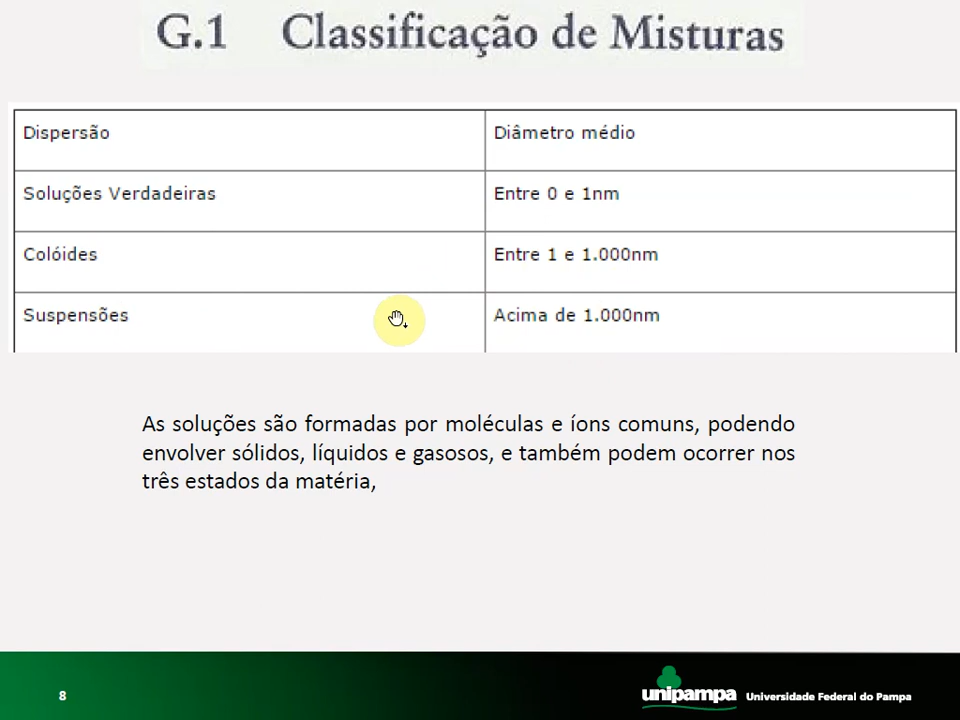 G.1 Classificação de Misturas
Dispersão Diâmetro médio
Soluções Verdadeiras Entre 0 e 1nm
Colóides Entre 1 e 1.000nm
Suspensões Acima de 1.000nm
As soluções são formadas por moléculas e íons comuns, podendo
envolver sólidos, líquidos e gasosos, e também podem ocorrer nos
três estados da matéria,
8 unipampa Universidade Federal do Pampa